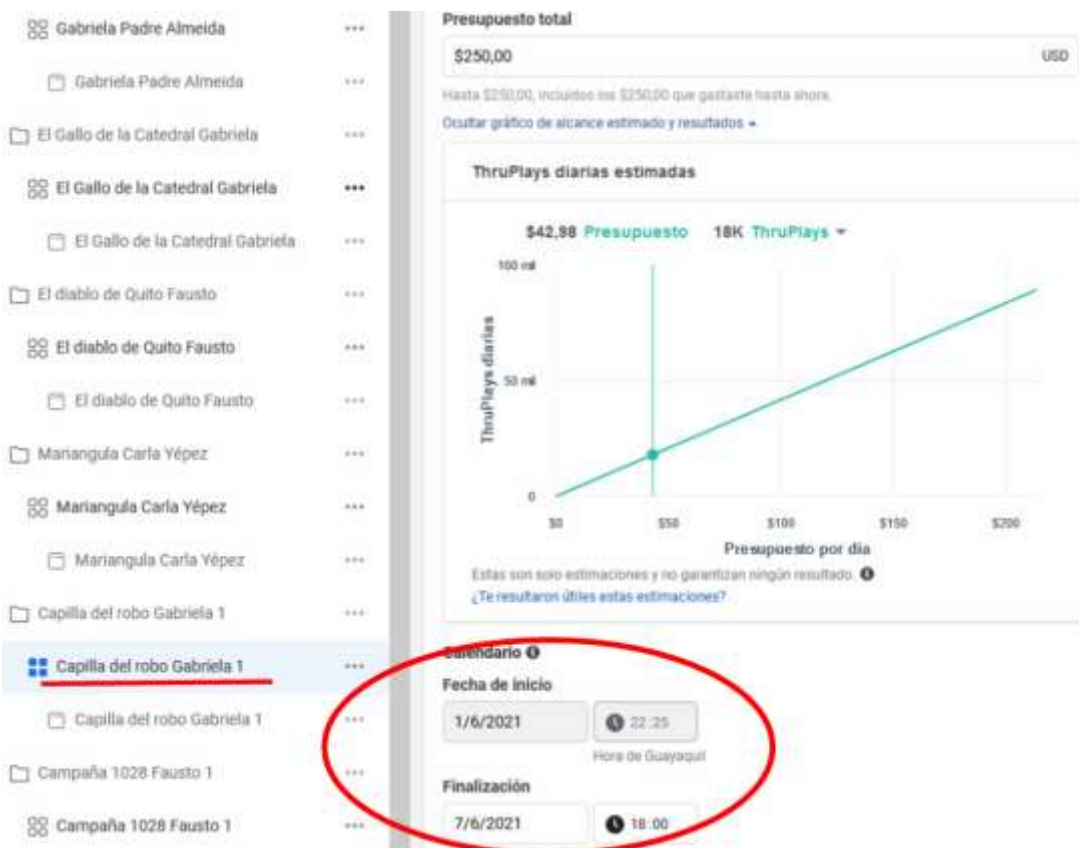 Gabriela Padre Almeida
Gabriela Padre Almeida
El Gallo de la Catedral Gabriela
El Gallo de la Catedral Gabriela
El Gallo de la Catedral Gabriela
El diablo de Quito Fausto
El diablo de Quito Fausto
El diablo de Quito Fausto
Mariangula Carla Yépez
Mariangula Carla Yépez
Mariangula Carla Yépez
Capilla del robo Gabriela 1
Capilla del robo Gabriela 1
Capilla del robo Gabriela 1
Campaña 1028 Fausto 1
Campaña 1028 Fausto 1
Presupuesto total
$250,00 USD
Hasta $250,00, incluidos los $250,00 que gastaste hasta ahora.
Ocultar gráfico de alcance estimado y resultados
ThruPlays diarias estimadas
$42,98 Presupuesto 18K ThruPlays
100 mil
50 mil
0
ThruPlays diarias
$0 $50 $100 $150 $200
Presupuesto por día
Estas son solo estimaciones y no garantizan ningún resultado.
¿Te resultaron útiles estas estimaciones?
Calendario
Fecha de inicio
1/6/2021 22:25
Hora de Guayaquil
Finalización
7/6/2021 18:00